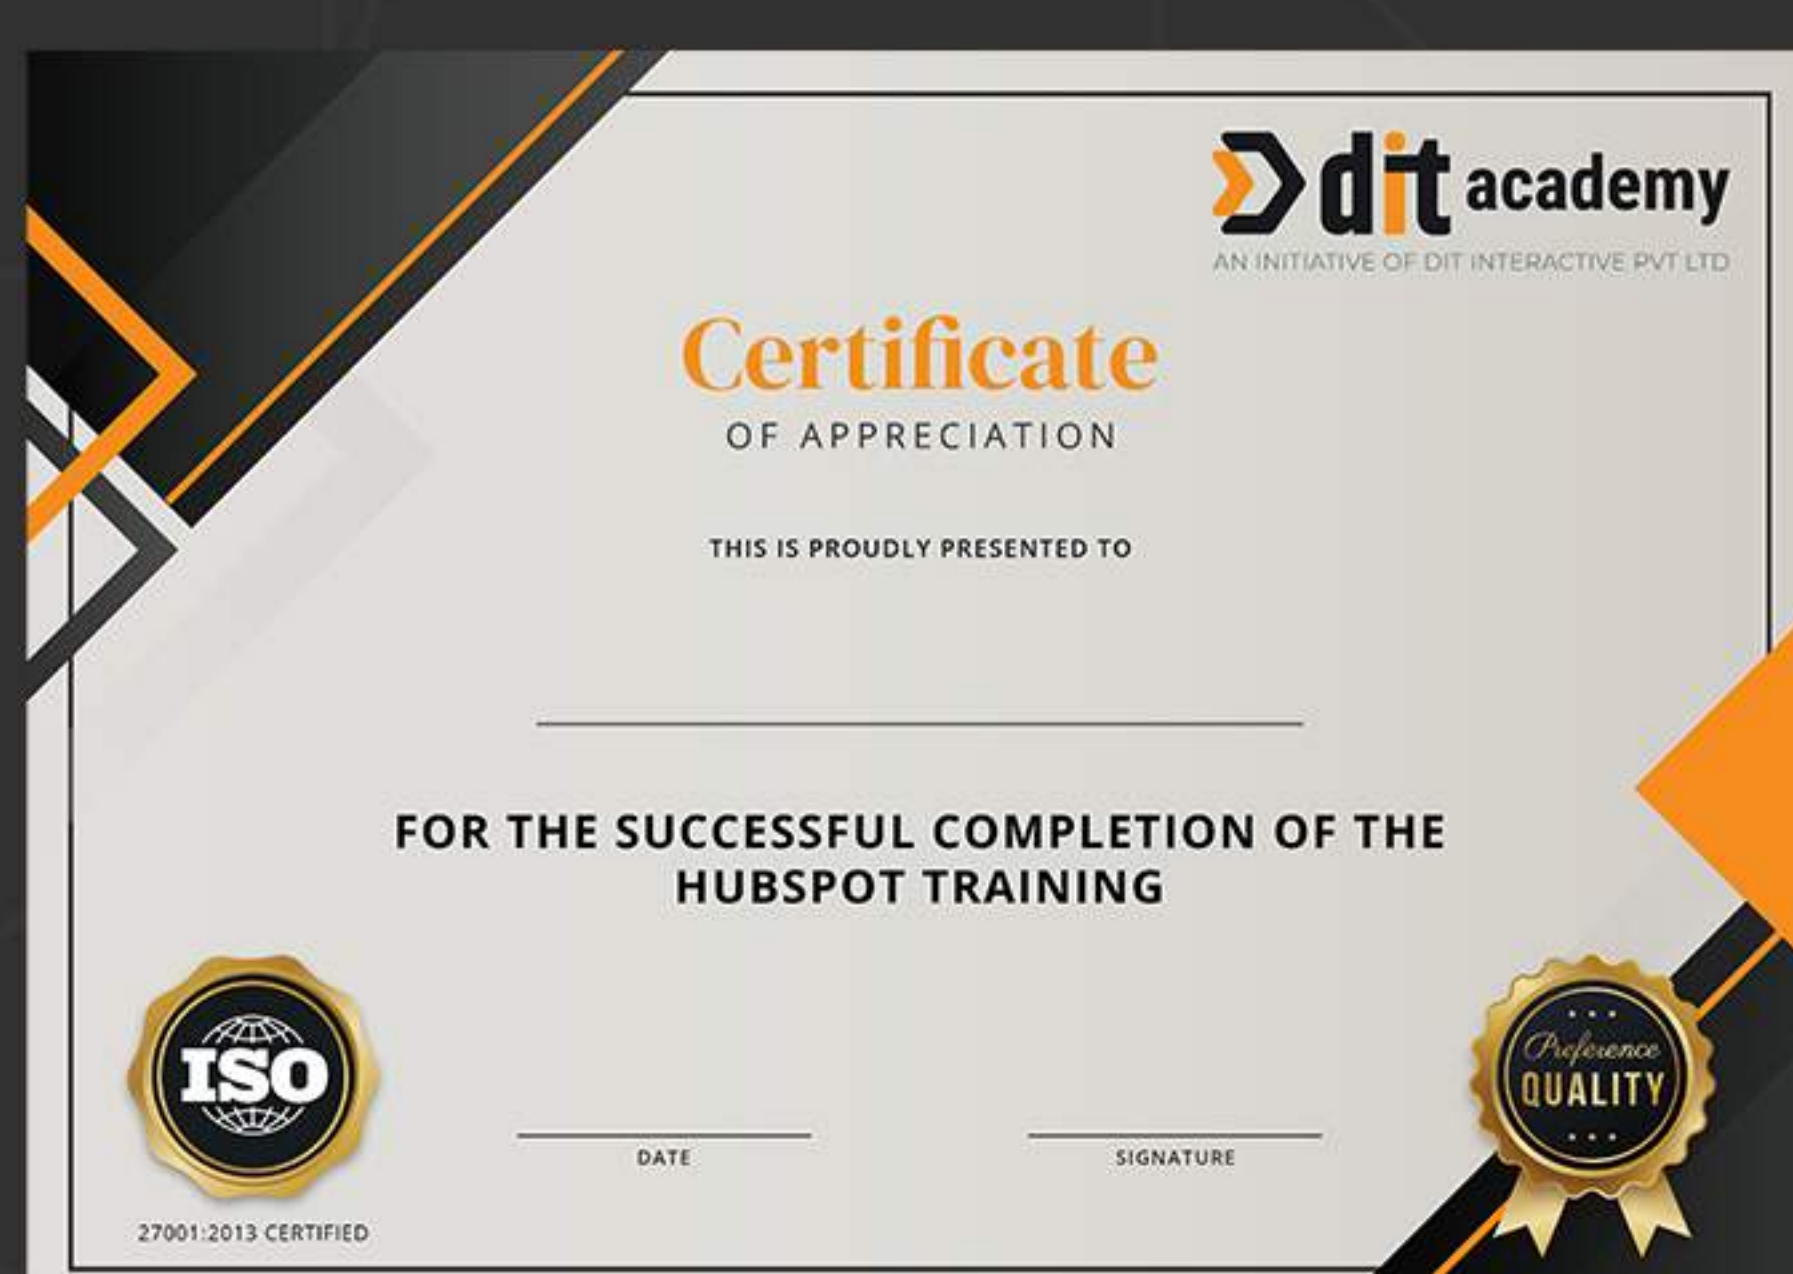 dit academy
AN INITIATIVE OF DIT INTERACTIVE PVT LTD
Certificate
OF APPRECIATION
THIS IS PROUDLY PRESENTED TO
FOR THE SUCCESSFUL COMPLETION OF THE
HUBSPOT TRAINING
ISO
27001:2013 CERTIFIED
DATE
SIGNATURE
Preference
QUALITY